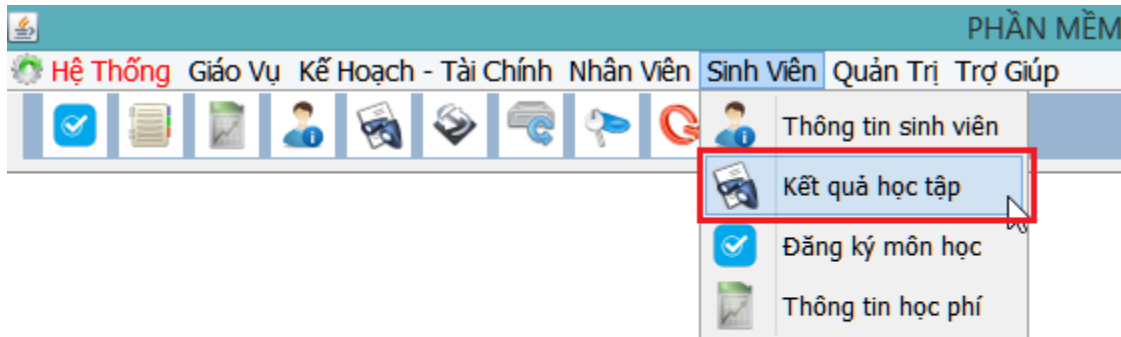 PHẦN MỀM
Hệ Thống Giáo Vụ Kế Hoạch - Tài Chính Nhân Viên Sinh Viên Quản Trị Trợ Giúp
Thông tin sinh viên
Kết quả học tập
Đăng ký môn học
Thông tin học phí